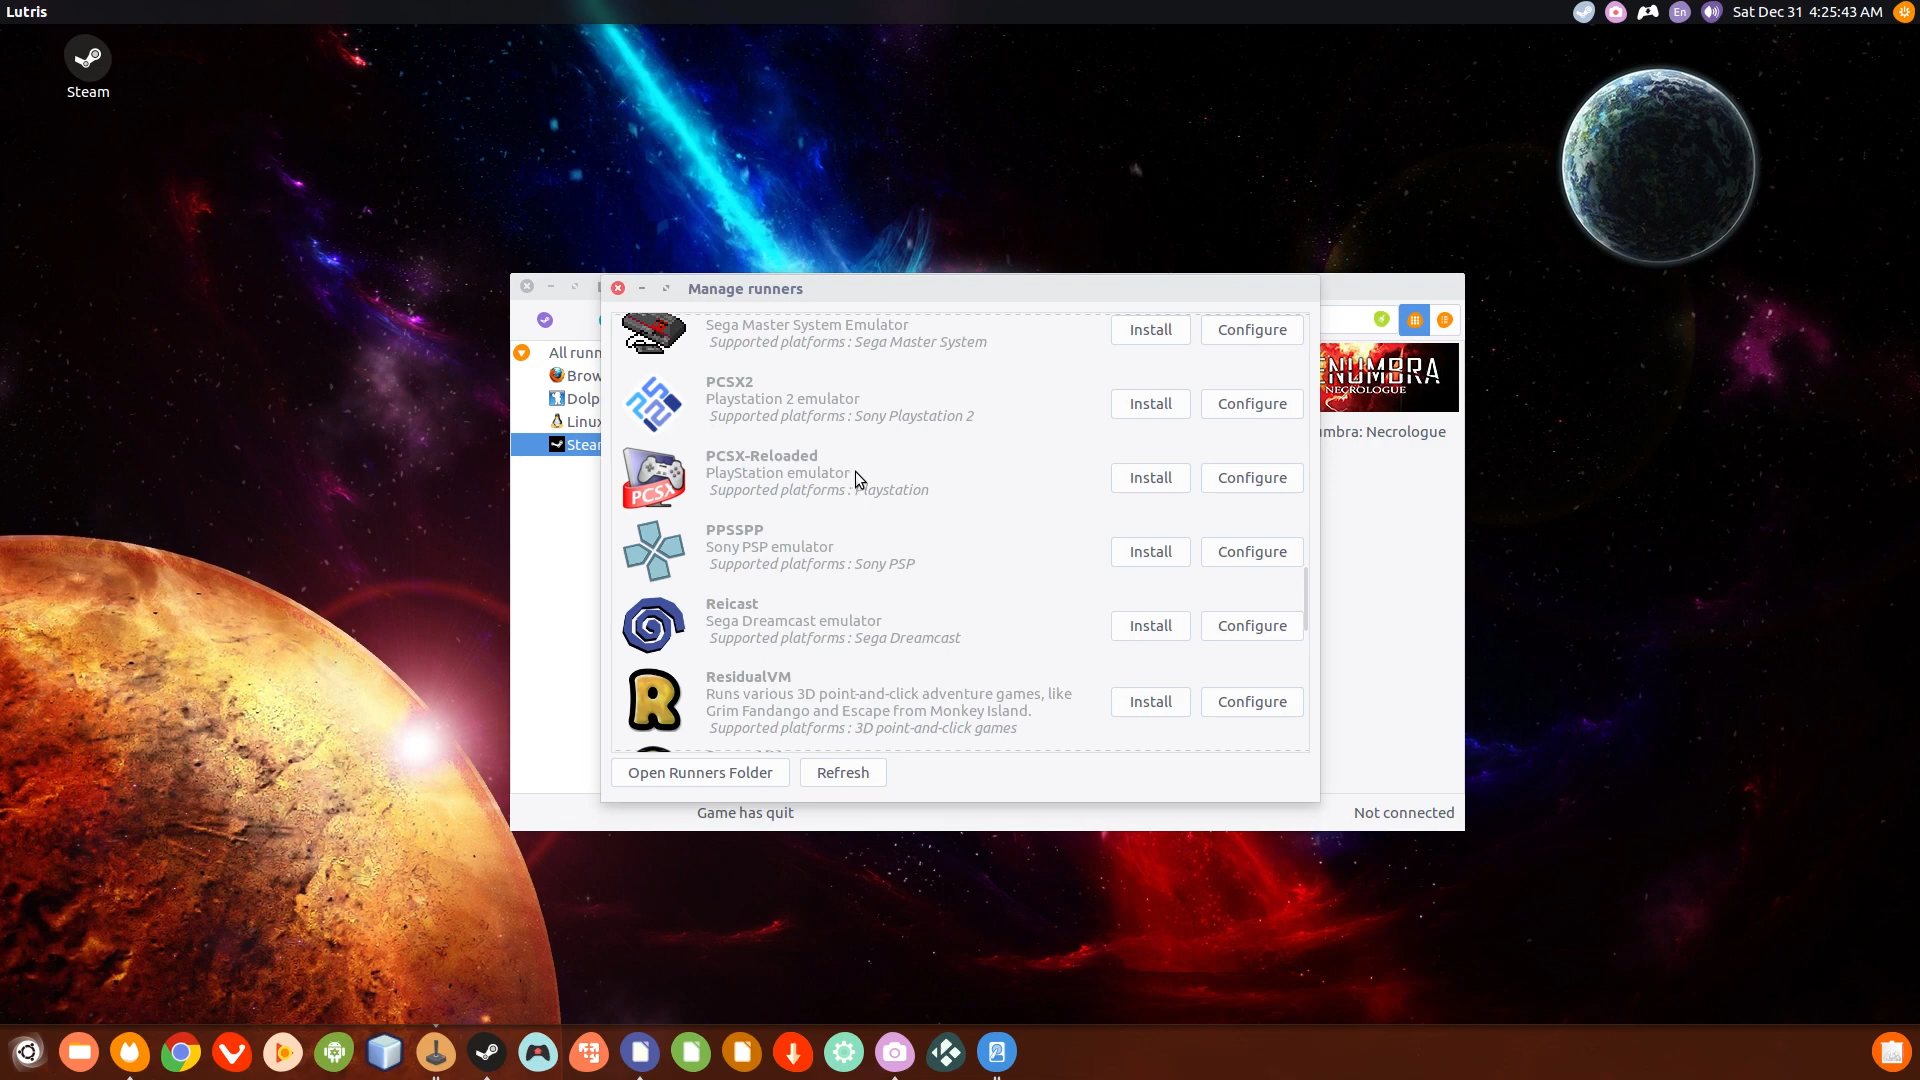 Lutris
En
Sat Dec 31 4:25:43 AM
Steam
Manage runners
All runn
Brow
Dolp
Linux
Stear
Sega Master System Emulator
Supported platforms : Sega Master System
Install
Configure
PCSX2
Playstation 2 emulator
Supported platforms : Sony Playstation 2
Install
Configure
PCSX
PCSX-Reloaded
PlayStation emulator
Supported platforms : Playstation
Install
Configure
PPSSPP
Sony PSP emulator
Supported platforms : Sony PSP
Install
Configure
Reicast
Sega Dreamcast emulator
Supported platforms : Sega Dreamcast
Install
Configure
R
ResidualVM
Runs various 3D point-and-click adventure games, like
Grim Fandango and Escape from Monkey Island.
Supported platforms : 3D point-and-click games
Install
Configure
Open Runners Folder
Refresh
ENUMBRA
NECROLOGUE
umbra: Necrologue
Game has quit
Not connected